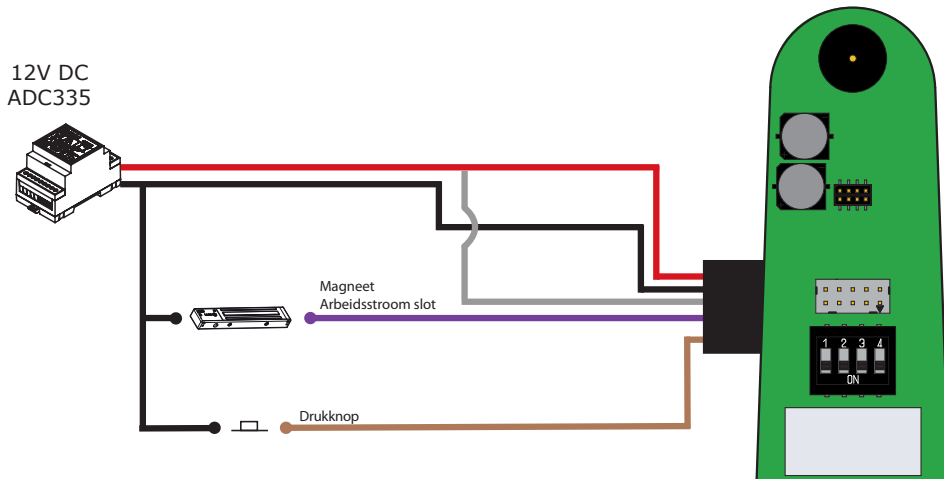 12V DC
ADC335
Magneet
Arbeidsstroom slot
Drukknop
1 2 3 4
ON